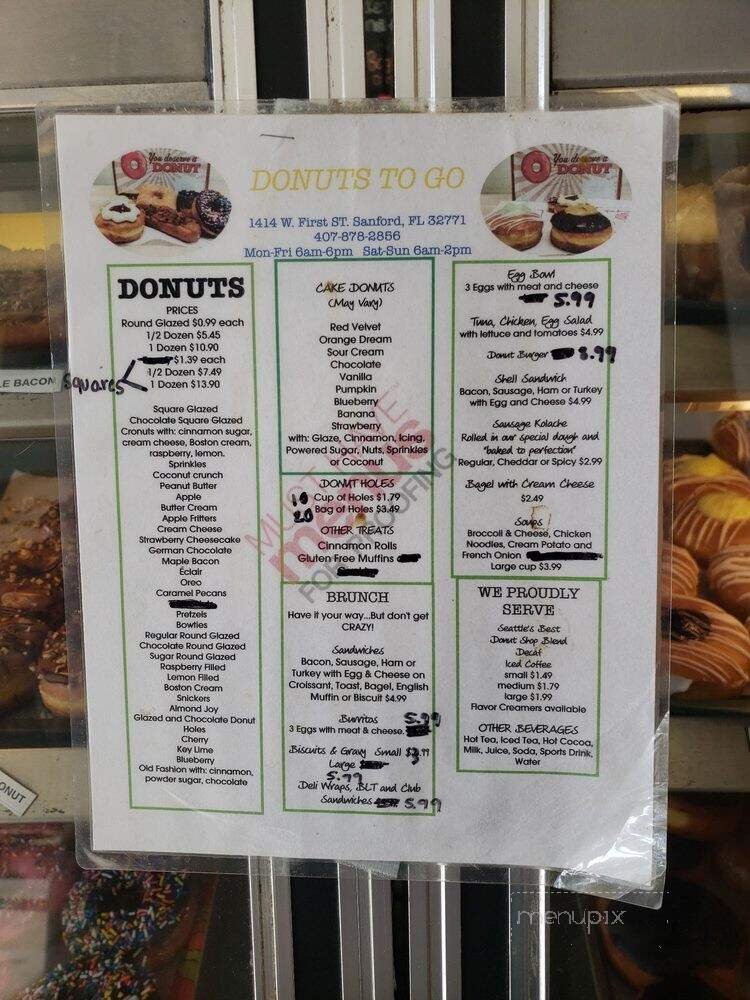 You deserve a
DONUT
You deserve a
DONUT
DONUTS TO GO
1414 W. First ST. Sanford, FL 32771
407-878-2856
Mon-Fri 6am-6pm Sat-Sun 6am-2pm
DONUTS
PRICES
Round Glazed $0.99 each
1/2 Dozen $5.45
1 Dozen $10.90
$1.39 each
Squares
1/2 Dozen $7.49
1 Dozen $13.90
Square Glazed
Chocolate Square Glazed
Cronuts with: cinnamon sugar,
cream cheese, Boston cream,
raspberry, lemon.
Sprinkles
Coconut crunch
Peanut Butter
Apple
Butter Cream
Apple Fritters
Cream Cheese
Strawberry Cheesecake
German Chocolate
Maple Bacon
Éclair
Oreo
Caramel Pecans
Pretzels
Bowties
Regular Round Glazed
Chocolate Round Glazed
Sugar Round Glazed
Raspberry Filled
Lemon Filled
Boston Cream
Snickers
Almond Joy
Glazed and Chocolate Donut
Holes
Cherry
Key Lime
Blueberry
Old Fashion with: cinnamon,
powder sugar, chocolate
CAKE DONUTS
(May Vary)
Red Velvet
Orange Dream
Sour Cream
Chocolate
Vanilla
Pumpkin
Blueberry
Banana
Strawberry
with: Glaze, Cinnamon, Icing,
Powdered Sugar, Nuts, Sprinkles
or Coconut
DONUT HOLES
10 Cup of Holes $1.79
20 Bag of Holes $3.49
OTHER TREATS
Cinnamon Rolls
Gluten Free Muffins
BRUNCH
Have it your way...But don't get
CRAZY!
Sandwiches
Bacon, Sausage, Ham or
Turkey with Egg & Cheese on
Croissant, Toast, Bagel, English
Muffin or Biscuit $4.99
Burritos 5.99
3 Eggs with meat & cheese.
Biscuits & Gravy Small $3.99
Large
5.99
Deli Wraps, BLT and Club
Sandwiches 5.99
Egg Bowl
3 Eggs with meat and cheese
5.99
Tuna, Chicken, Egg Salad
with lettuce and tomatoes $4.99
Donut Burger 8.99
Shell Sandwich
Bacon, Sausage, Ham or Turkey
with Egg and Cheese $4.99
Sausage Kolache
Rolled in our special dough and
"baked to perfection"
Regular, Cheddar or Spicy $2.99
Bagel with Cream Cheese
$2.49
Soups
Broccoli & Cheese, Chicken
Noodles, Cream Potato and
French Onion
Large cup $3.99
WE PROUDLY
SERVE
Seattle's Best
Donut Shop Blend
Decaf
Iced Coffee
small $1.49
medium $1.79
large $1.99
Flavor Creamers available
OTHER BEVERAGES
Hot Tea, Iced Tea, Hot Cocoa,
Milk, Juice, Soda, Sports Drink,
Water
LE BACON
ONUT
MUST HAVE
menus
menupix